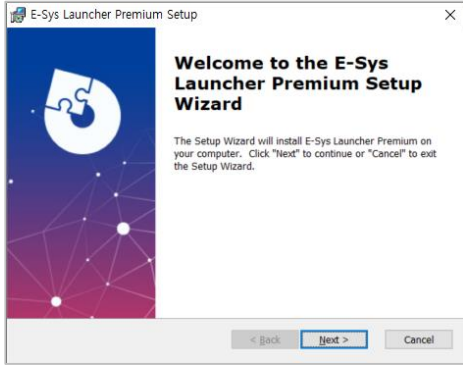 E-Sys Launcher Premium Setup
Welcome to the E-Sys
Launcher Premium Setup
Wizard
The Setup Wizard will install E-Sys Launcher Premium on
your computer. Click "Next" to continue or "Cancel" to exit
the Setup Wizard.
< Back Next > Cancel